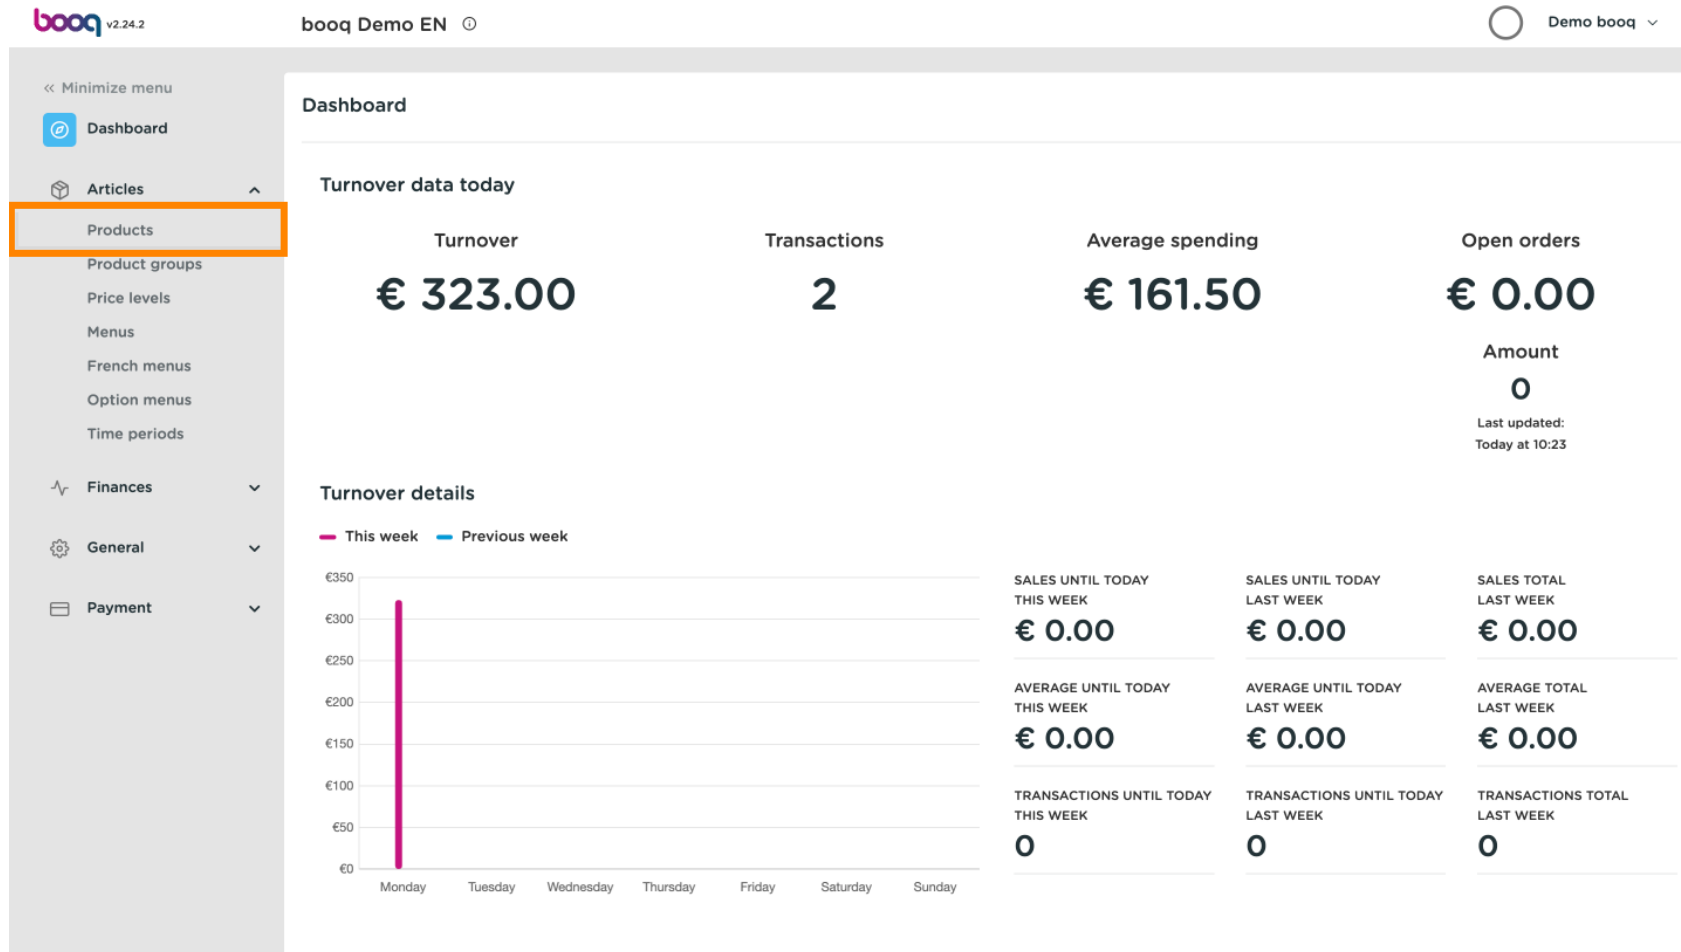 booq v2.24.2
booq Demo EN
Demo booq
Minimize menu
Dashboard
Articles
Products
Product groups
Price levels
Menus
French menus
Option menus
Time periods
Finances
General
Payment
Dashboard
Turnover data today
Turnover
€ 323.00
Transactions
2
Average spending
€ 161.50
Open orders
€ 0.00
Amount
0
Last updated:
Today at 10:23
Turnover details
This week
Previous week
€350
€300
€250
€200
€150
€100
€50
€0
Monday Tuesday Wednesday Thursday Friday Saturday Sunday
SALES UNTIL TODAY
THIS WEEK
€ 0.00
SALES UNTIL TODAY
LAST WEEK
€ 0.00
SALES TOTAL
LAST WEEK
€ 0.00
AVERAGE UNTIL TODAY
THIS WEEK
€ 0.00
AVERAGE UNTIL TODAY
LAST WEEK
€ 0.00
AVERAGE TOTAL
LAST WEEK
€ 0.00
TRANSACTIONS UNTIL TODAY
THIS WEEK
0
TRANSACTIONS UNTIL TODAY
LAST WEEK
0
TRANSACTIONS TOTAL
LAST WEEK
0